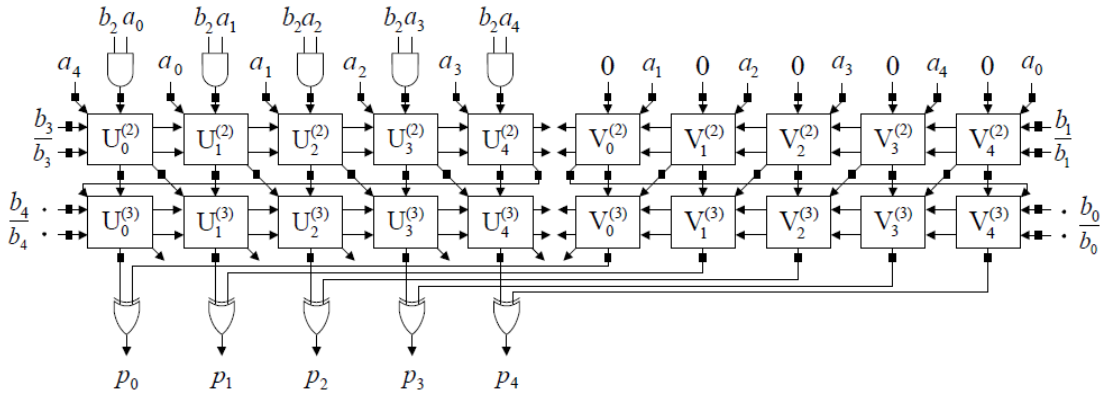 b₂a₀ b₂a₁ b₂a₂ b₂a₃ b₂a₄
a₄ a₀ a₁ a₂ a₃ 0 a₁ 0 a₂ 0 a₃ 0 a₄ 0 a₀
b₃ U₀⁽²⁾ U₁⁽²⁾ U₂⁽²⁾ U₃⁽²⁾ U₄⁽²⁾ V₀⁽²⁾ V₁⁽²⁾ V₂⁽²⁾ V₃⁽²⁾ V₄⁽²⁾ b₁
b̅₃ b̅₁
b₄ U₀⁽³⁾ U₁⁽³⁾ U₂⁽³⁾ U₃⁽³⁾ U₄⁽³⁾ V₀⁽³⁾ V₁⁽³⁾ V₂⁽³⁾ V₃⁽³⁾ V₄⁽³⁾ b₀
b̅₄ b̅₀
p₀ p₁ p₂ p₃ p₄